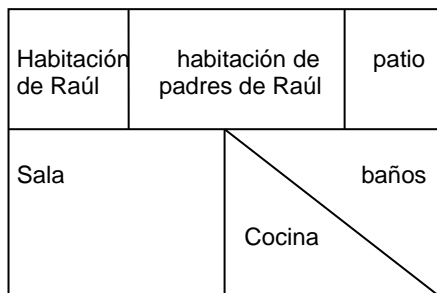 Habitación
de Raúl
habitación de
padres de Raúl
patio
Sala
baños
Cocina